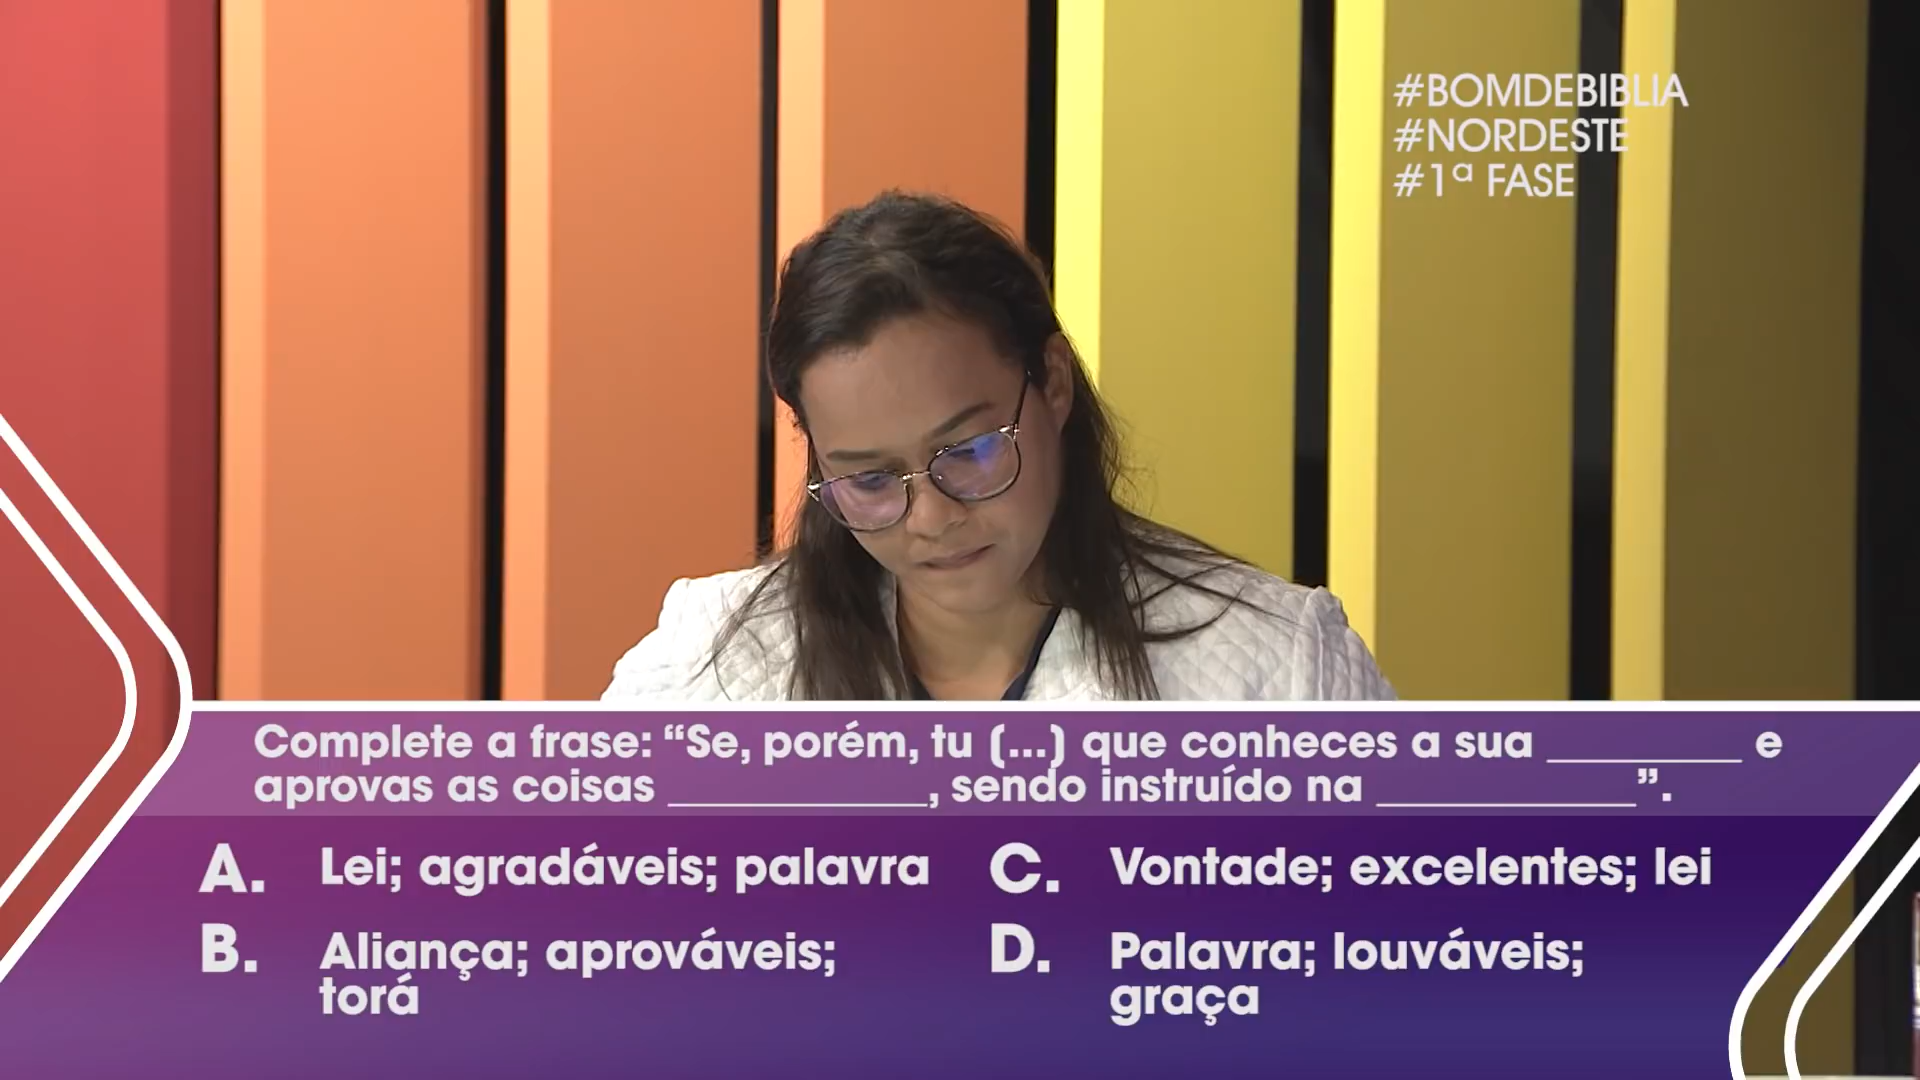 #BOMDEBIBLIA
#NORDESTE
#1ª FASE
Complete a frase: “Se, porém, tu (...) que conheces a sua ________ e
aprovas as coisas ___________, sendo instruído na ___________”.
A. Lei; agradáveis; palavra
B. Aliança; aprováveis;
torá
C. Vontade; excelentes; lei
D. Palavra; louváveis;
graça